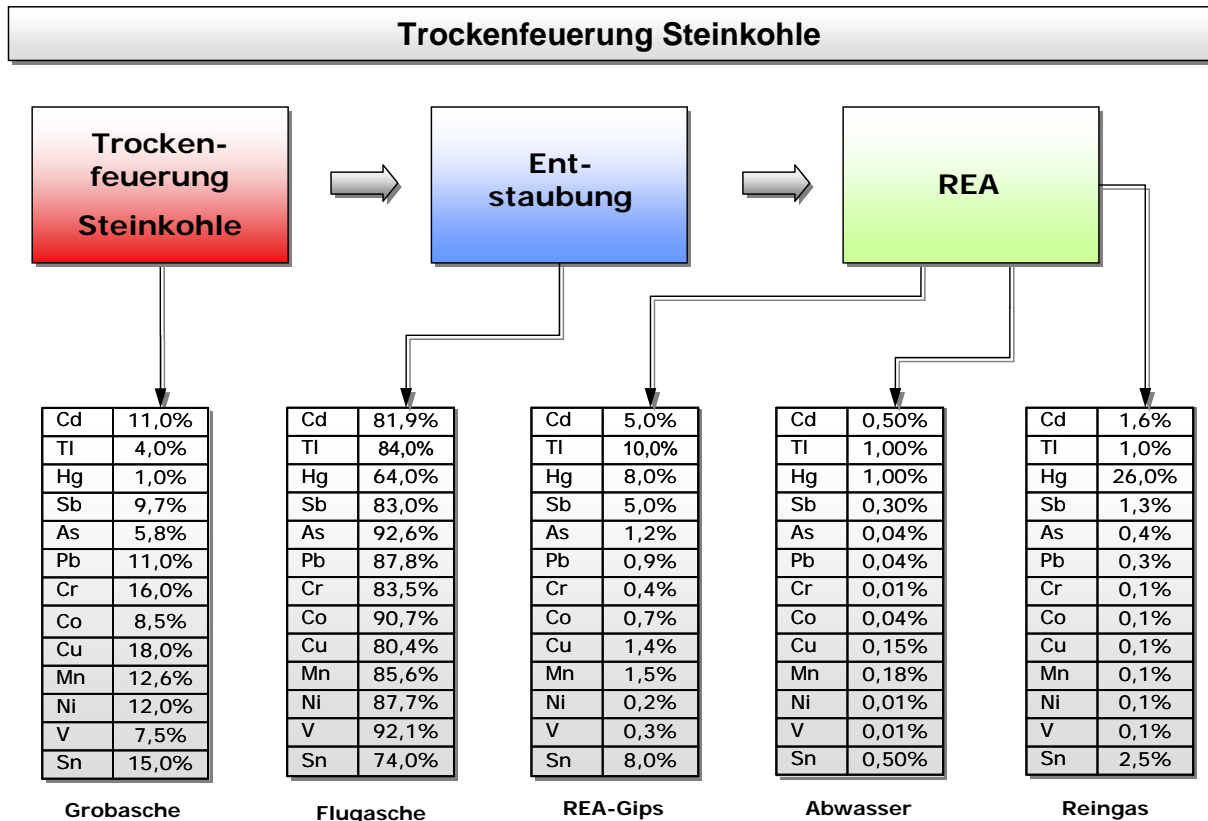 Trockenfeuerung Steinkohle
Trocken-
feuerung
Steinkohle
Ent-
staubung
REA
Cd 11,0%
Tl 4,0%
Hg 1,0%
Sb 9,7%
As 5,8%
Pb 11,0%
Cr 16,0%
Co 8,5%
Cu 18,0%
Mn 12,6%
Ni 12,0%
V 7,5%
Sn 15,0%
Grobasche
Cd 81,9%
Tl 84,0%
Hg 64,0%
Sb 83,0%
As 92,6%
Pb 87,8%
Cr 83,5%
Co 90,7%
Cu 80,4%
Mn 85,6%
Ni 87,7%
V 92,1%
Sn 74,0%
Flugasche
Cd 5,0%
Tl 10,0%
Hg 8,0%
Sb 5,0%
As 1,2%
Pb 0,9%
Cr 0,4%
Co 0,7%
Cu 1,4%
Mn 1,5%
Ni 0,2%
V 0,3%
Sn 8,0%
REA-Gips
Cd 0,50%
Tl 1,00%
Hg 1,00%
Sb 0,30%
As 0,04%
Pb 0,04%
Cr 0,01%
Co 0,04%
Cu 0,15%
Mn 0,18%
Ni 0,01%
V 0,01%
Sn 0,50%
Abwasser
Cd 1,6%
Tl 1,0%
Hg 26,0%
Sb 1,3%
As 0,4%
Pb 0,3%
Cr 0,1%
Co 0,1%
Cu 0,1%
Mn 0,1%
Ni 0,1%
V 0,1%
Sn 2,5%
Reingas